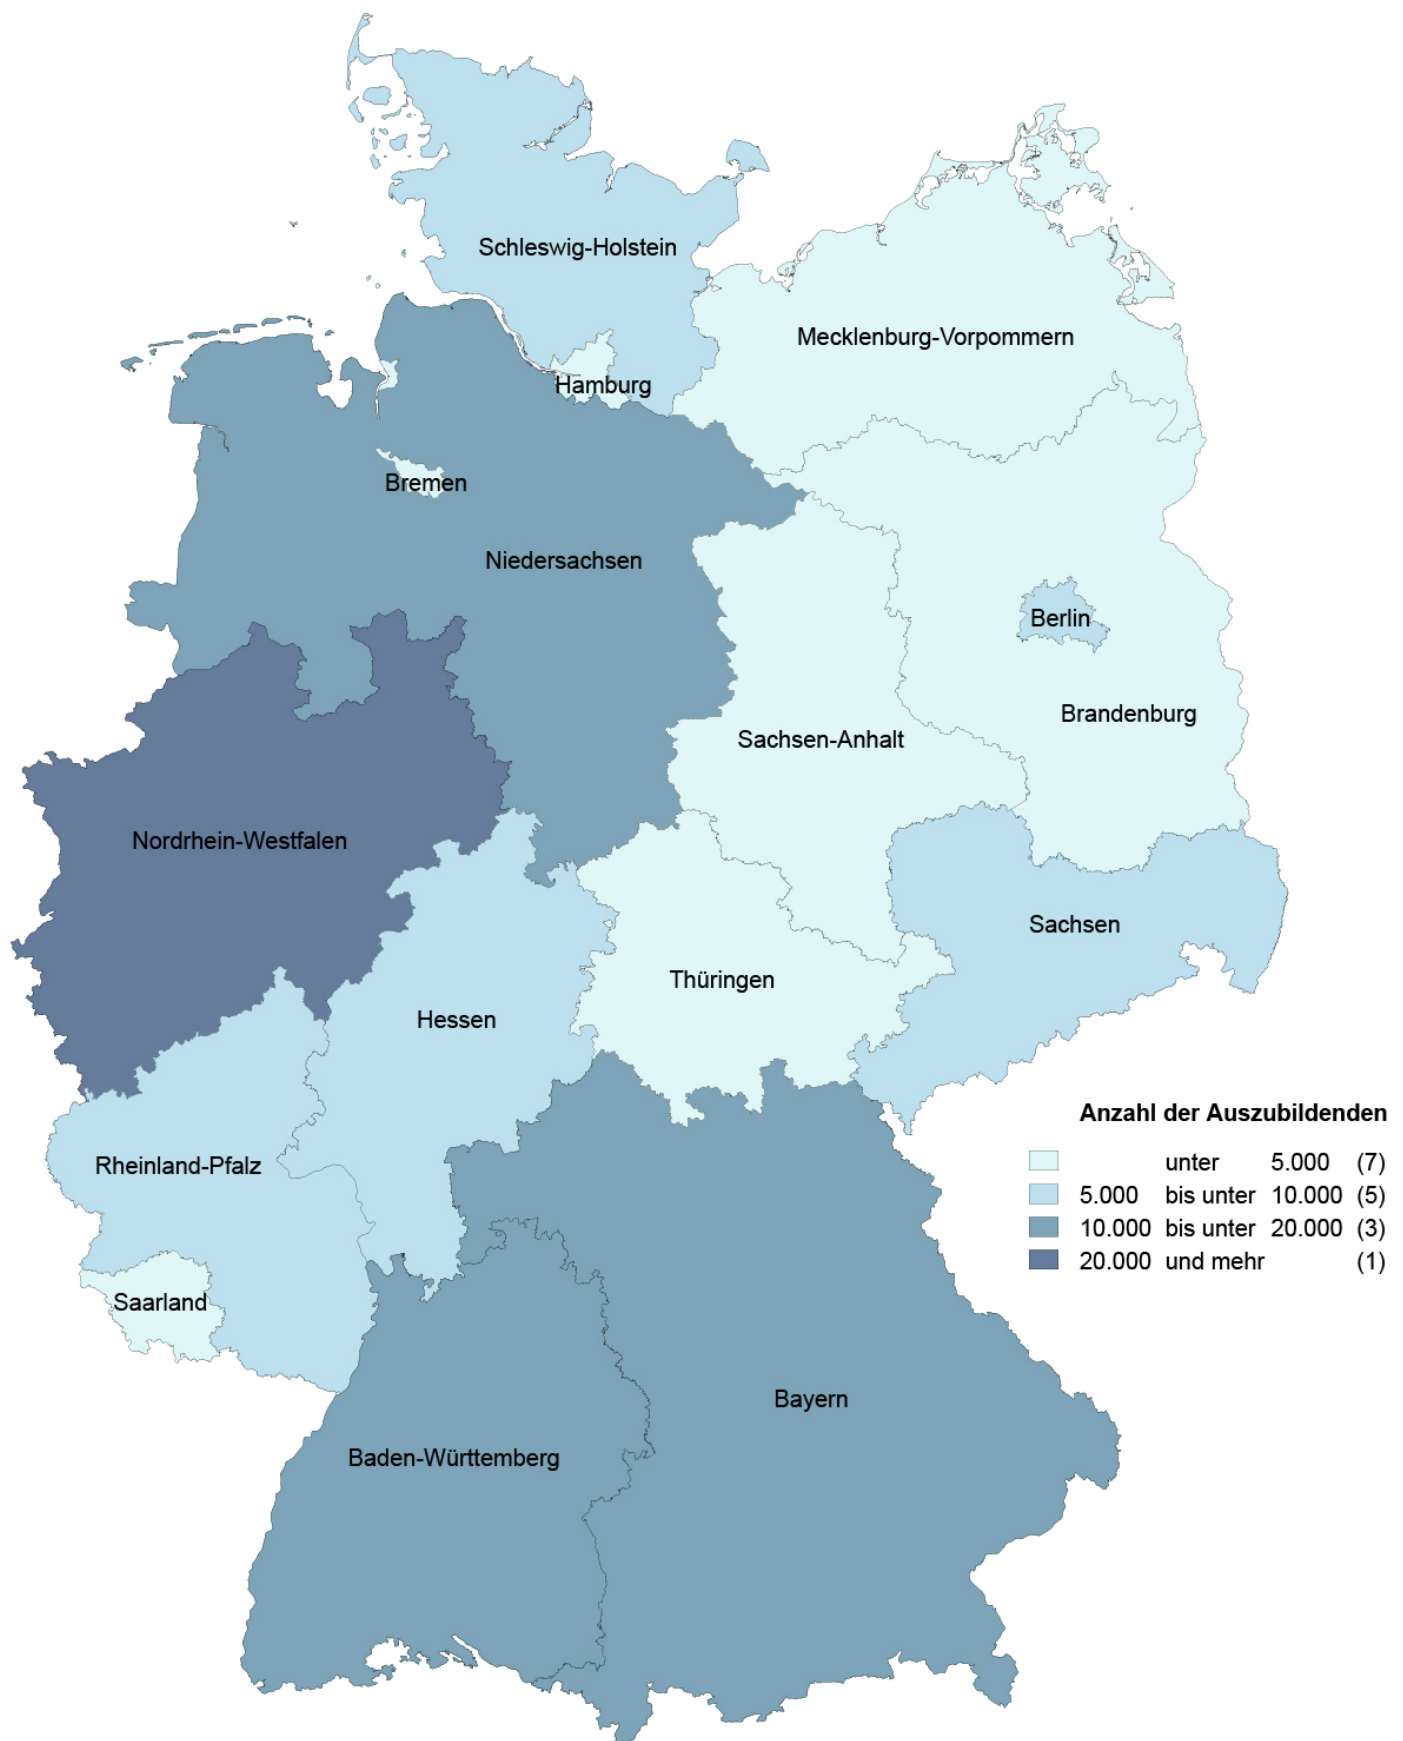 Schleswig-Holstein
Mecklenburg-Vorpommern
Hamburg
Bremen
Niedersachsen
Berlin
Brandenburg
Sachsen-Anhalt
Nordrhein-Westfalen
Sachsen
Thüringen
Hessen
Anzahl der Auszubildenden
unter 5.000 (7)
5.000 bis unter 10.000 (5)
10.000 bis unter 20.000 (3)
20.000 und mehr (1)
Rheinland-Pfalz
Saarland
Bayern
Baden-Württemberg